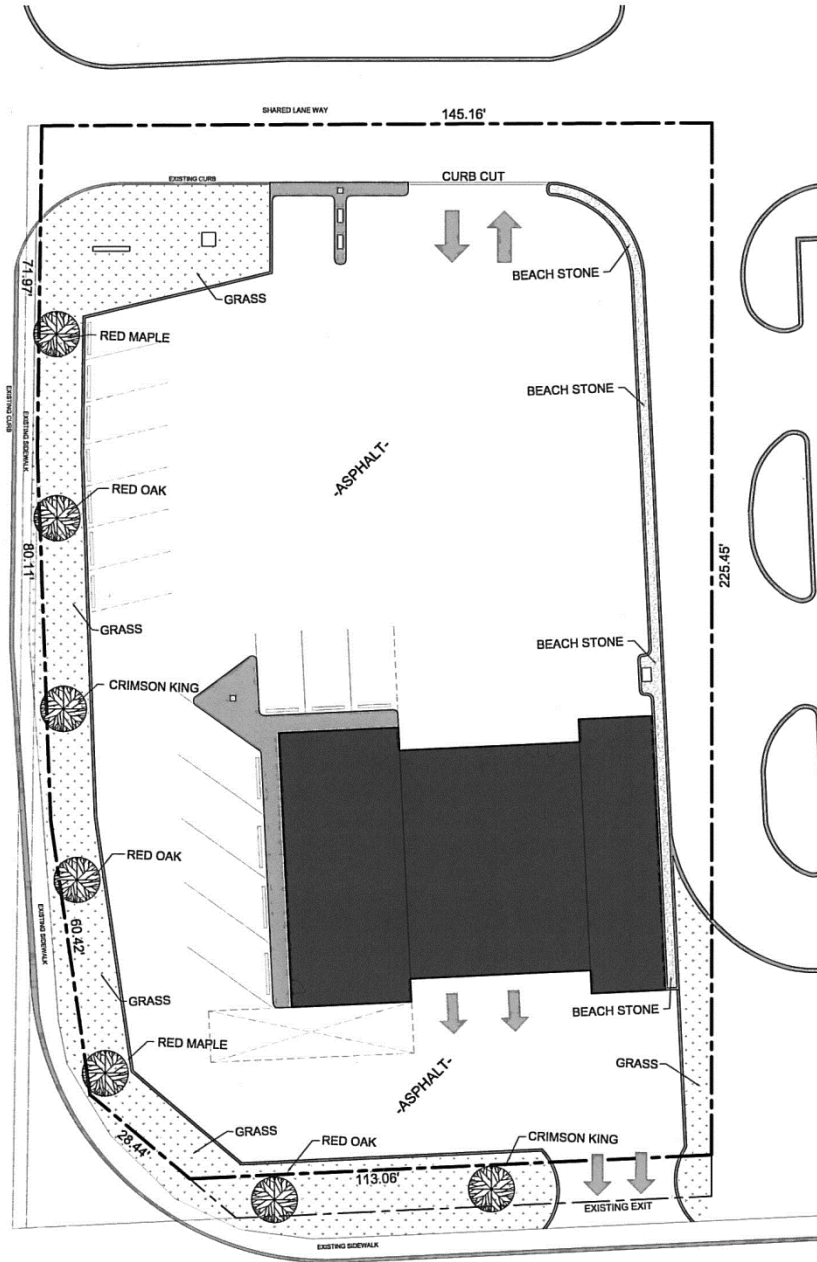 SHARED LANE WAY
145.16'
EXISTING CURB
CURB CUT
BEACH STONE
71.97'
GRASS
RED MAPLE
BEACH STONE
EXISTING CURB
EXISTING SIDEWALK
-ASPHALT-
RED OAK
80.11'
225.45'
GRASS
BEACH STONE
CRIMSON KING
RED OAK
60.42'
EXISTING SIDEWALK
GRASS
BEACH STONE
RED MAPLE
GRASS
-ASPHALT-
28.44'
GRASS
RED OAK
CRIMSON KING
113.06'
EXISTING EXIT
EXISTING SIDEWALK